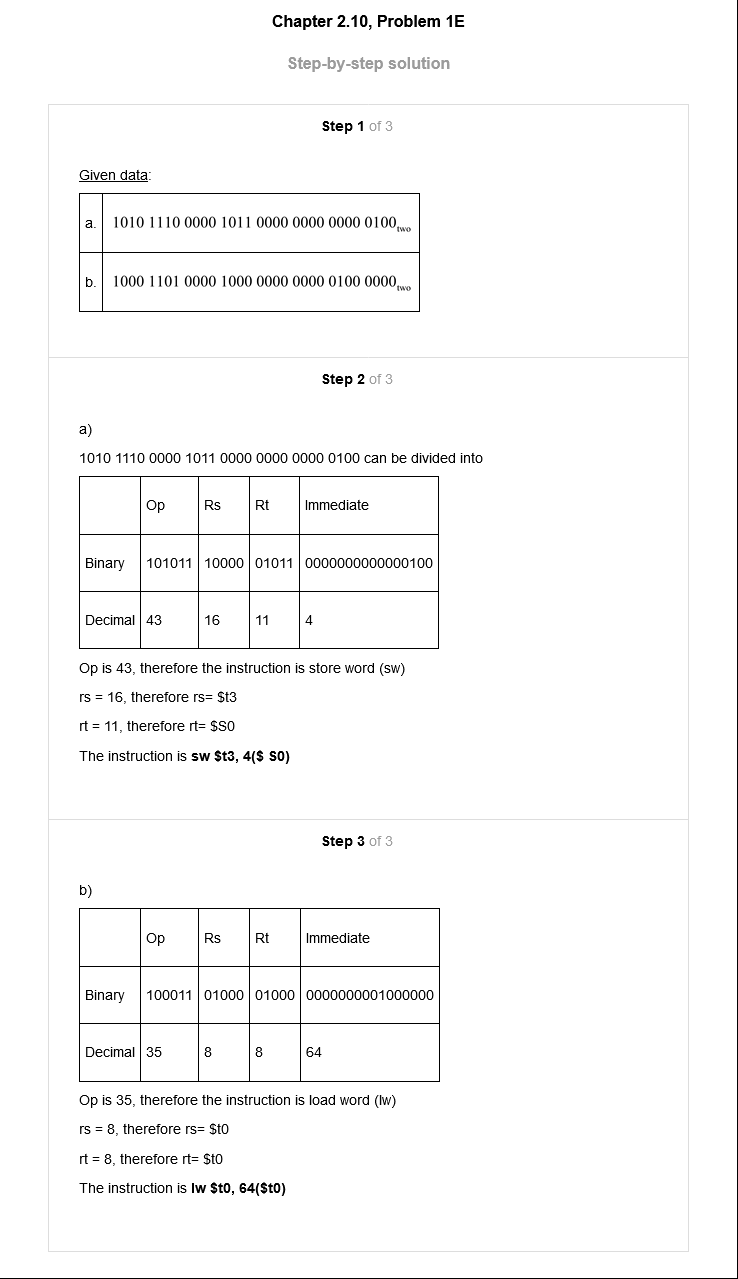 Chapter 2.10, Problem 1E
Step-by-step solution
Step 1 of 3
Given data:
a. 1010 1110 0000 1011 0000 0000 0000 0100two
b. 1000 1101 0000 1000 0000 0000 0100 0000two
Step 2 of 3
a)
1010 1110 0000 1011 0000 0000 0000 0100 can be divided into
Op Rs Rt Immediate
Binary 101011 10000 01011 0000000000000100
Decimal 43 16 11 4
Op is 43, therefore the instruction is store word (sw)
rs = 16, therefore rs= $t3
rt = 11, therefore rt= $S0
The instruction is sw $t3, 4($ S0)
Step 3 of 3
b)
Op Rs Rt Immediate
Binary 100011 01000 01000 0000000001000000
Decimal 35 8 8 64
Op is 35, therefore the instruction is load word (lw)
rs = 8, therefore rs= $t0
rt = 8, therefore rt= $t0
The instruction is lw $t0, 64($t0)